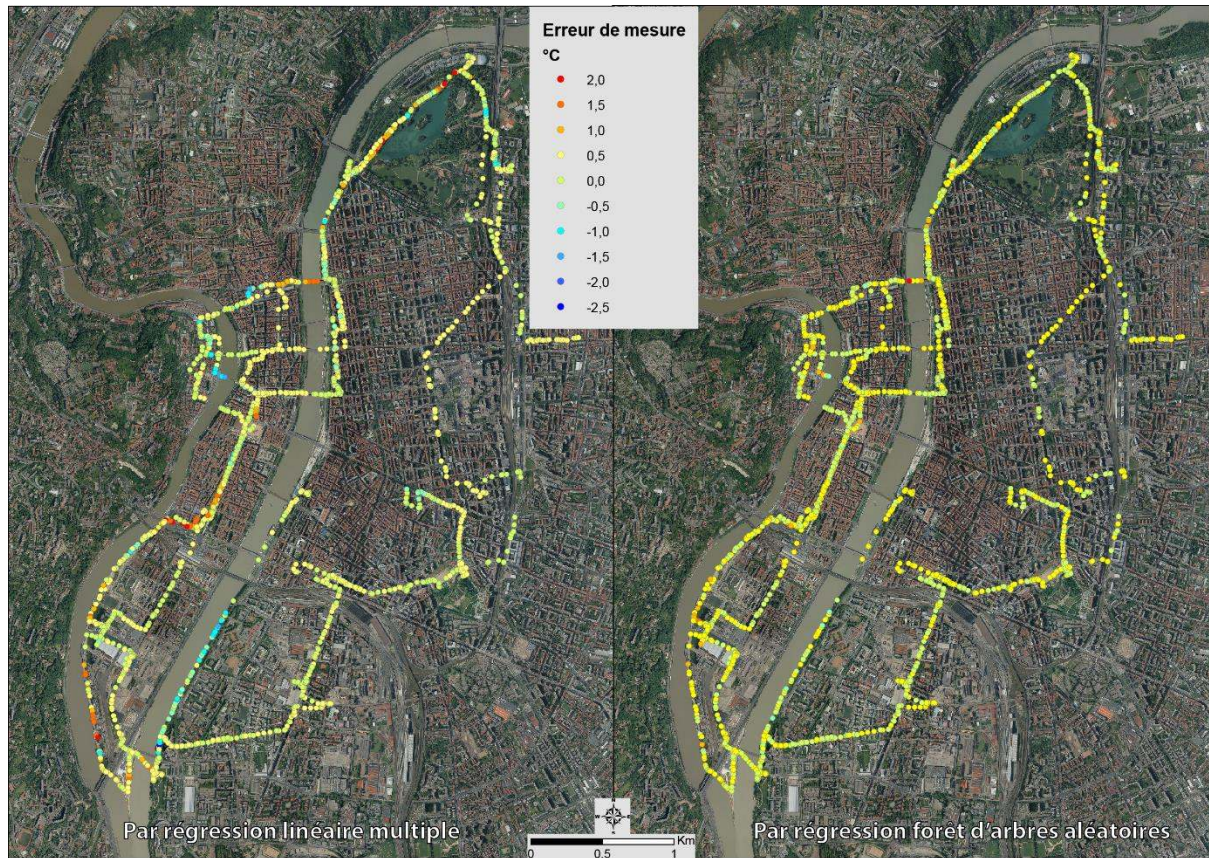 Erreur de mesure
°C
2,0
1,5
1,0
0,5
0,0
-0,5
-1,0
-1,5
-2,0
-2,5
Par régression linéaire multiple
Par régression forêt d'arbres aléatoires
Km
0 0.5 1